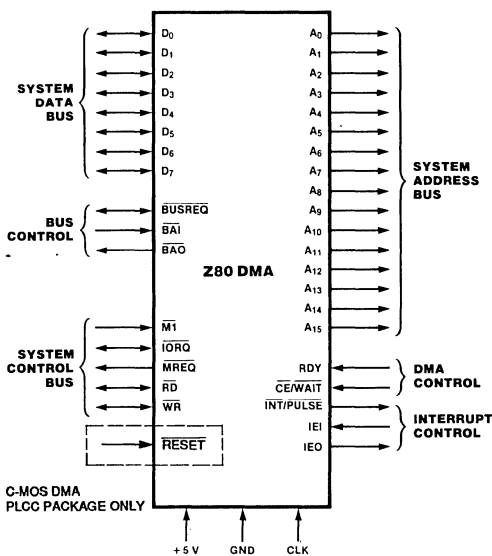 SYSTEM
DATA
BUS
D0
D1
D2
D3
D4
D5
D6
D7
BUS
CONTROL
BUSREQ
BAI
BAO
SYSTEM
CONTROL
BUS
M1
IORQ
MREQ
RD
WR
RESET
C-MOS DMA
PLCC PACKAGE ONLY
Z80 DMA
A0
A1
A2
A3
A4
A5
A6
A7
A8
A9
A10
A11
A12
A13
A14
A15
SYSTEM
ADDRESS
BUS
RDY
CE/WAIT
DMA
CONTROL
INT/PULSE
IEI
IEO
INTERRUPT
CONTROL
+5 V
GND
CLK